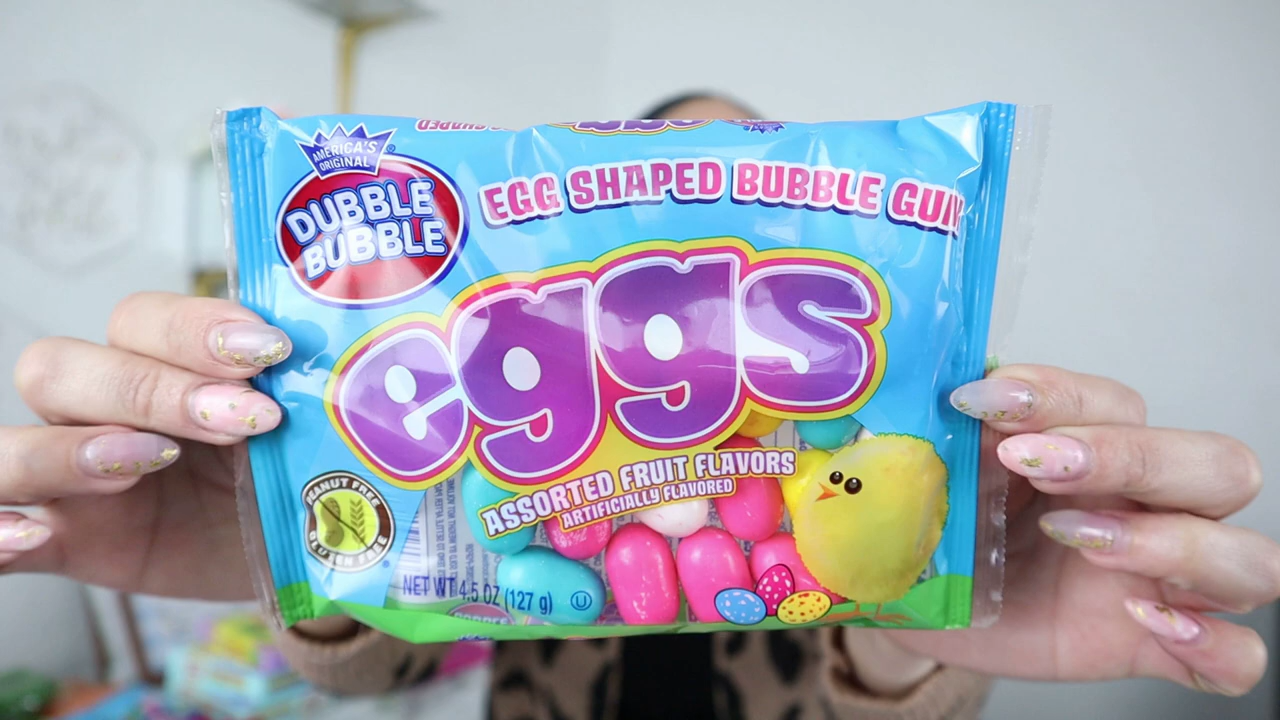 AMERICA'S
ORIGINAL
DUBBLE
BUBBLE
EGG SHAPED BUBBLE GUM
eggs
ASSORTED FRUIT FLAVORS
ARTIFICIALLY FLAVORED
PEANUT FREE
GLUTEN FREE
NET WT 4.5 OZ (127 g)
U